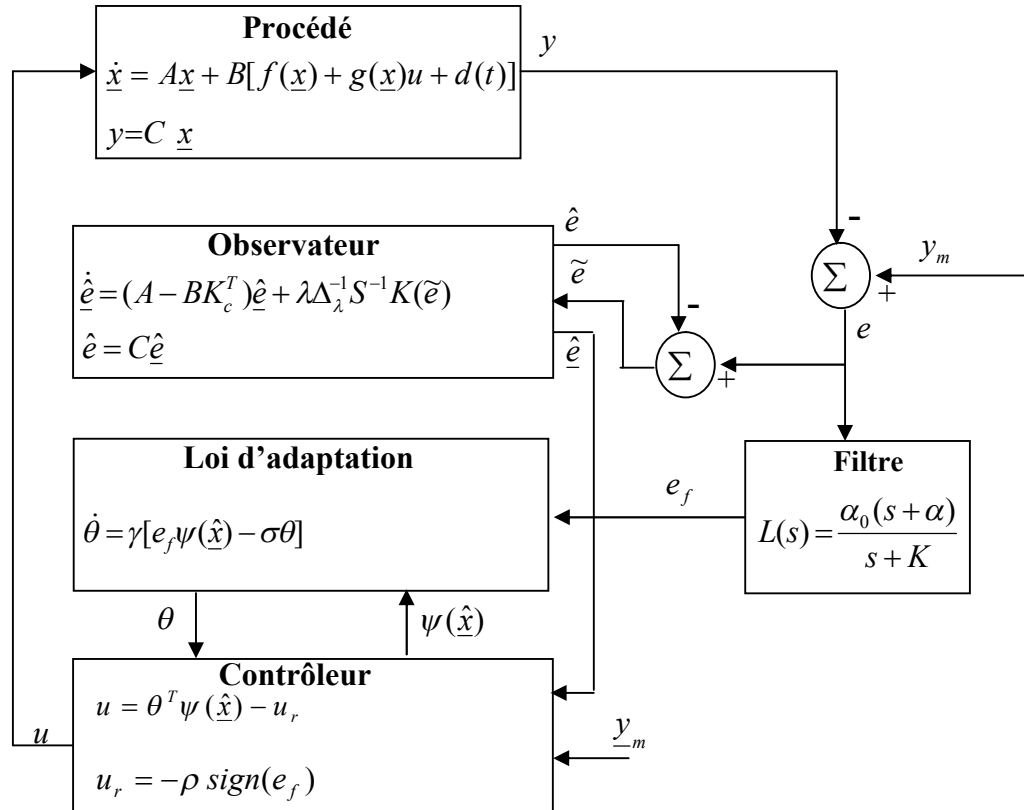 Procédé
ẋ = Ax + B[f(x) + g(x)u + d(t)]
y=C x
y
-
Σ
+
y_m
e
Observateur
ê̇ = (A − BK_c^T)ê + λΔ_λ^{-1}S^{-1}K(ẽ)
ê = Cê
ê
ẽ
-
Σ
+
ê
Loi d'adaptation
θ̇ = γ[e_f ψ(x̂) − σθ]
e_f
Filtre
L(s) = α_0(s + α) / s + K
θ
ψ(x̂)
Contrôleur
u = θ^T ψ(x̂) − u_r
u_r = −ρ sign(e_f)
u
y_m